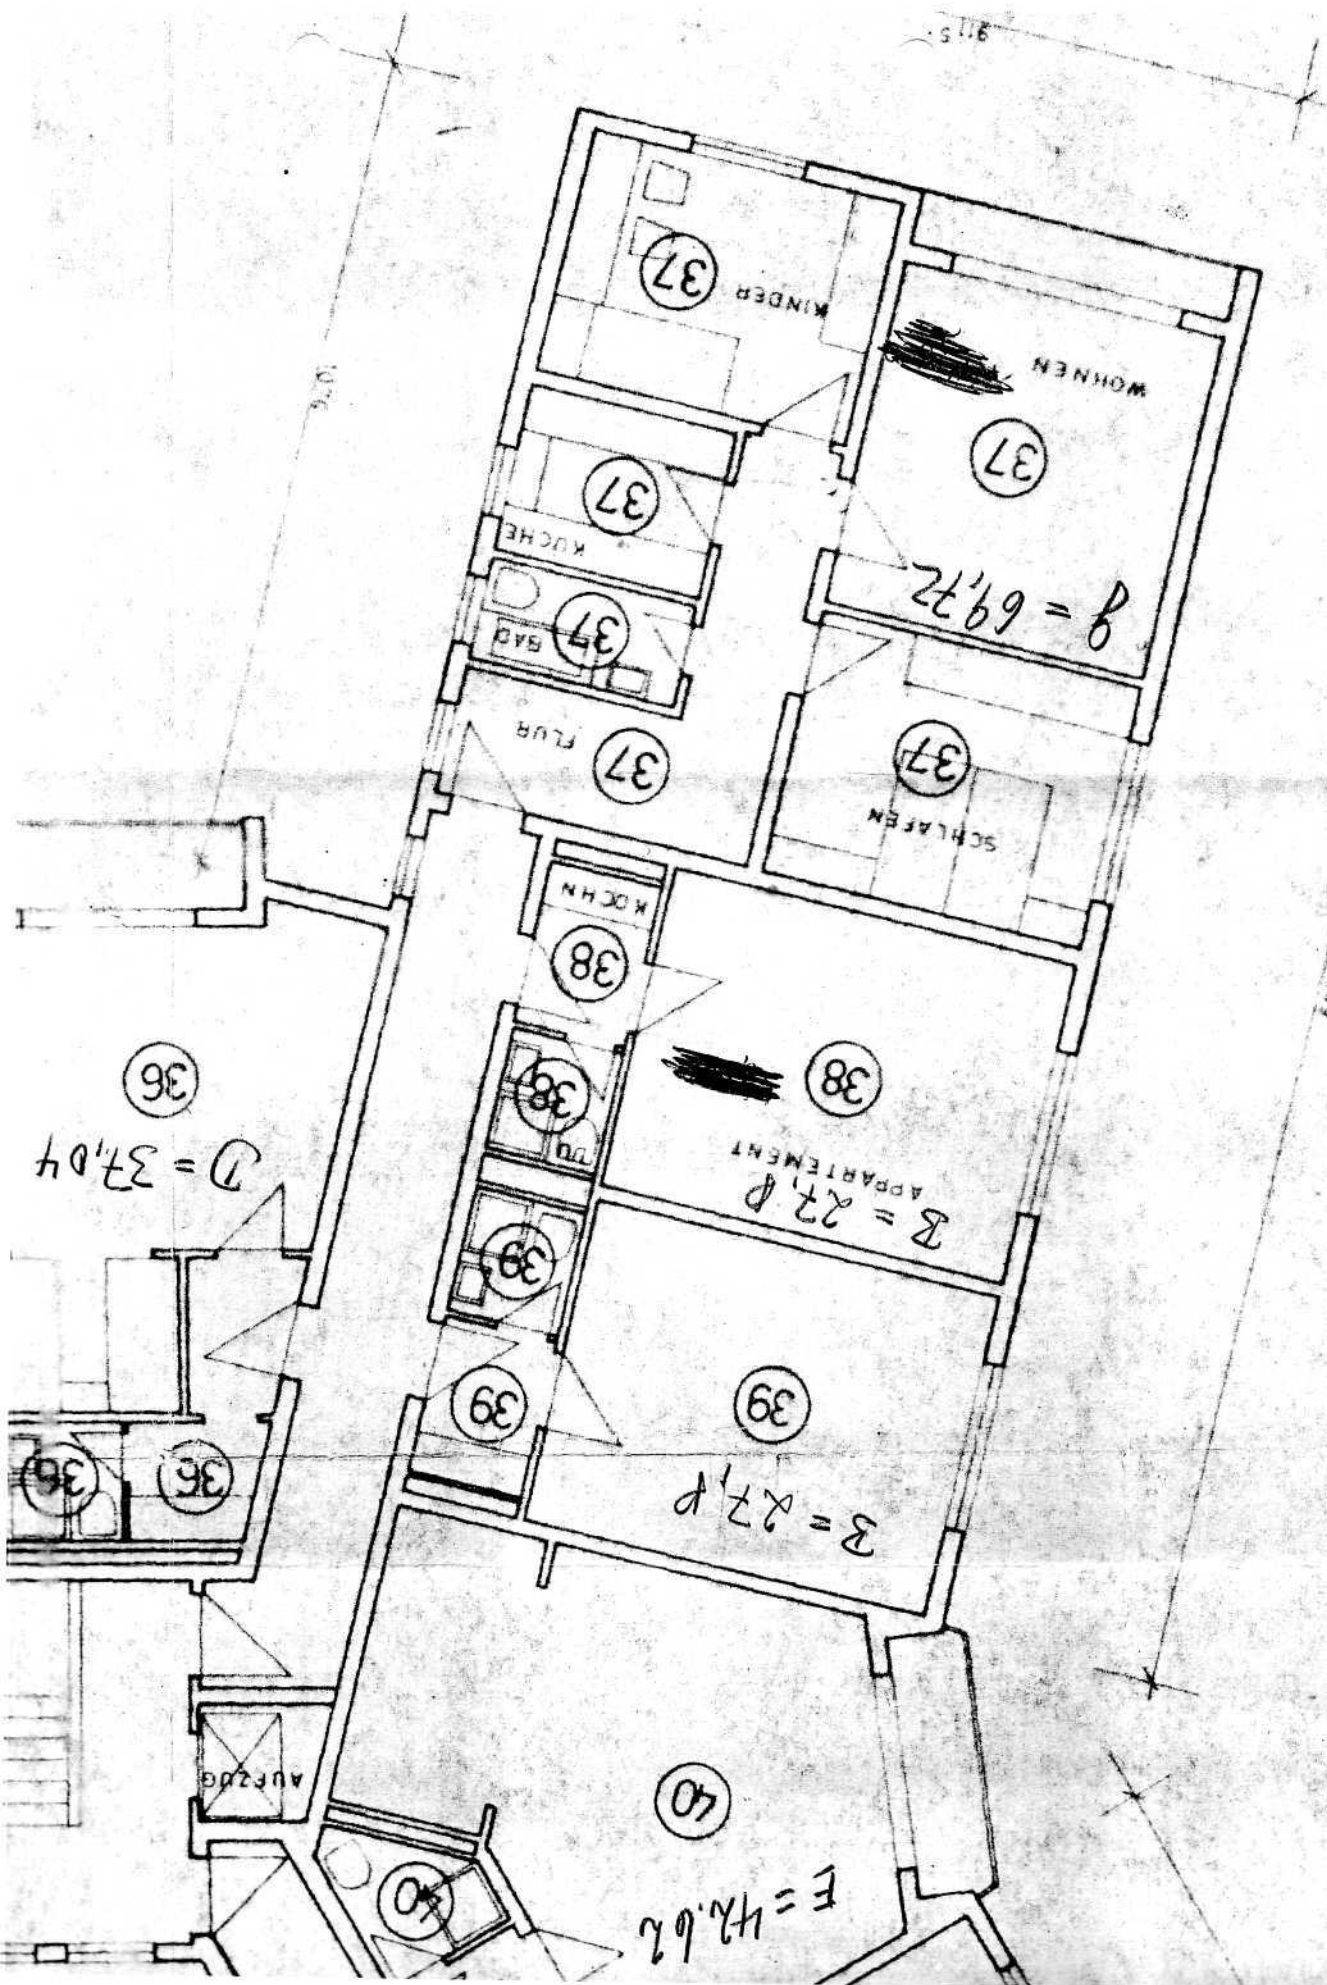 E = 42.62
40
40
AUFZUG
B = 27,8
39
39
36
36
39
B = 27,8
APPARTEMENT
D = 37,04
DU
38
38
36
38
KOCHN
SCHLAFEN
37
37
FLUR
37
BAD
g = 69,72
KÜCHE
37
37
WOHNEN
KINDER
37